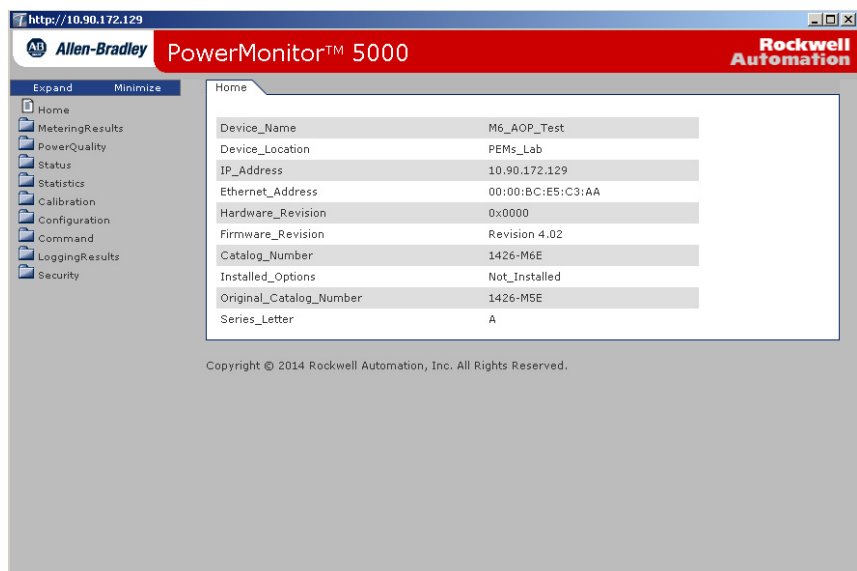 http://10.90.172.129
AB Allen-Bradley PowerMonitor™ 5000 Rockwell Automation
Expand Minimize
Home
MeteringResults
PowerQuality
Status
Statistics
Calibration
Configuration
Command
LoggingResults
Security
Home
Device_Name M6_AOP_Test
Device_Location PEMs_Lab
IP_Address 10.90.172.129
Ethernet_Address 00:00:BC:E5:C3:AA
Hardware_Revision 0x0000
Firmware_Revision Revision 4.02
Catalog_Number 1426-M6E
Installed_Options Not_Installed
Original_Catalog_Number 1426-M5E
Series_Letter A
Copyright © 2014 Rockwell Automation, Inc. All Rights Reserved.